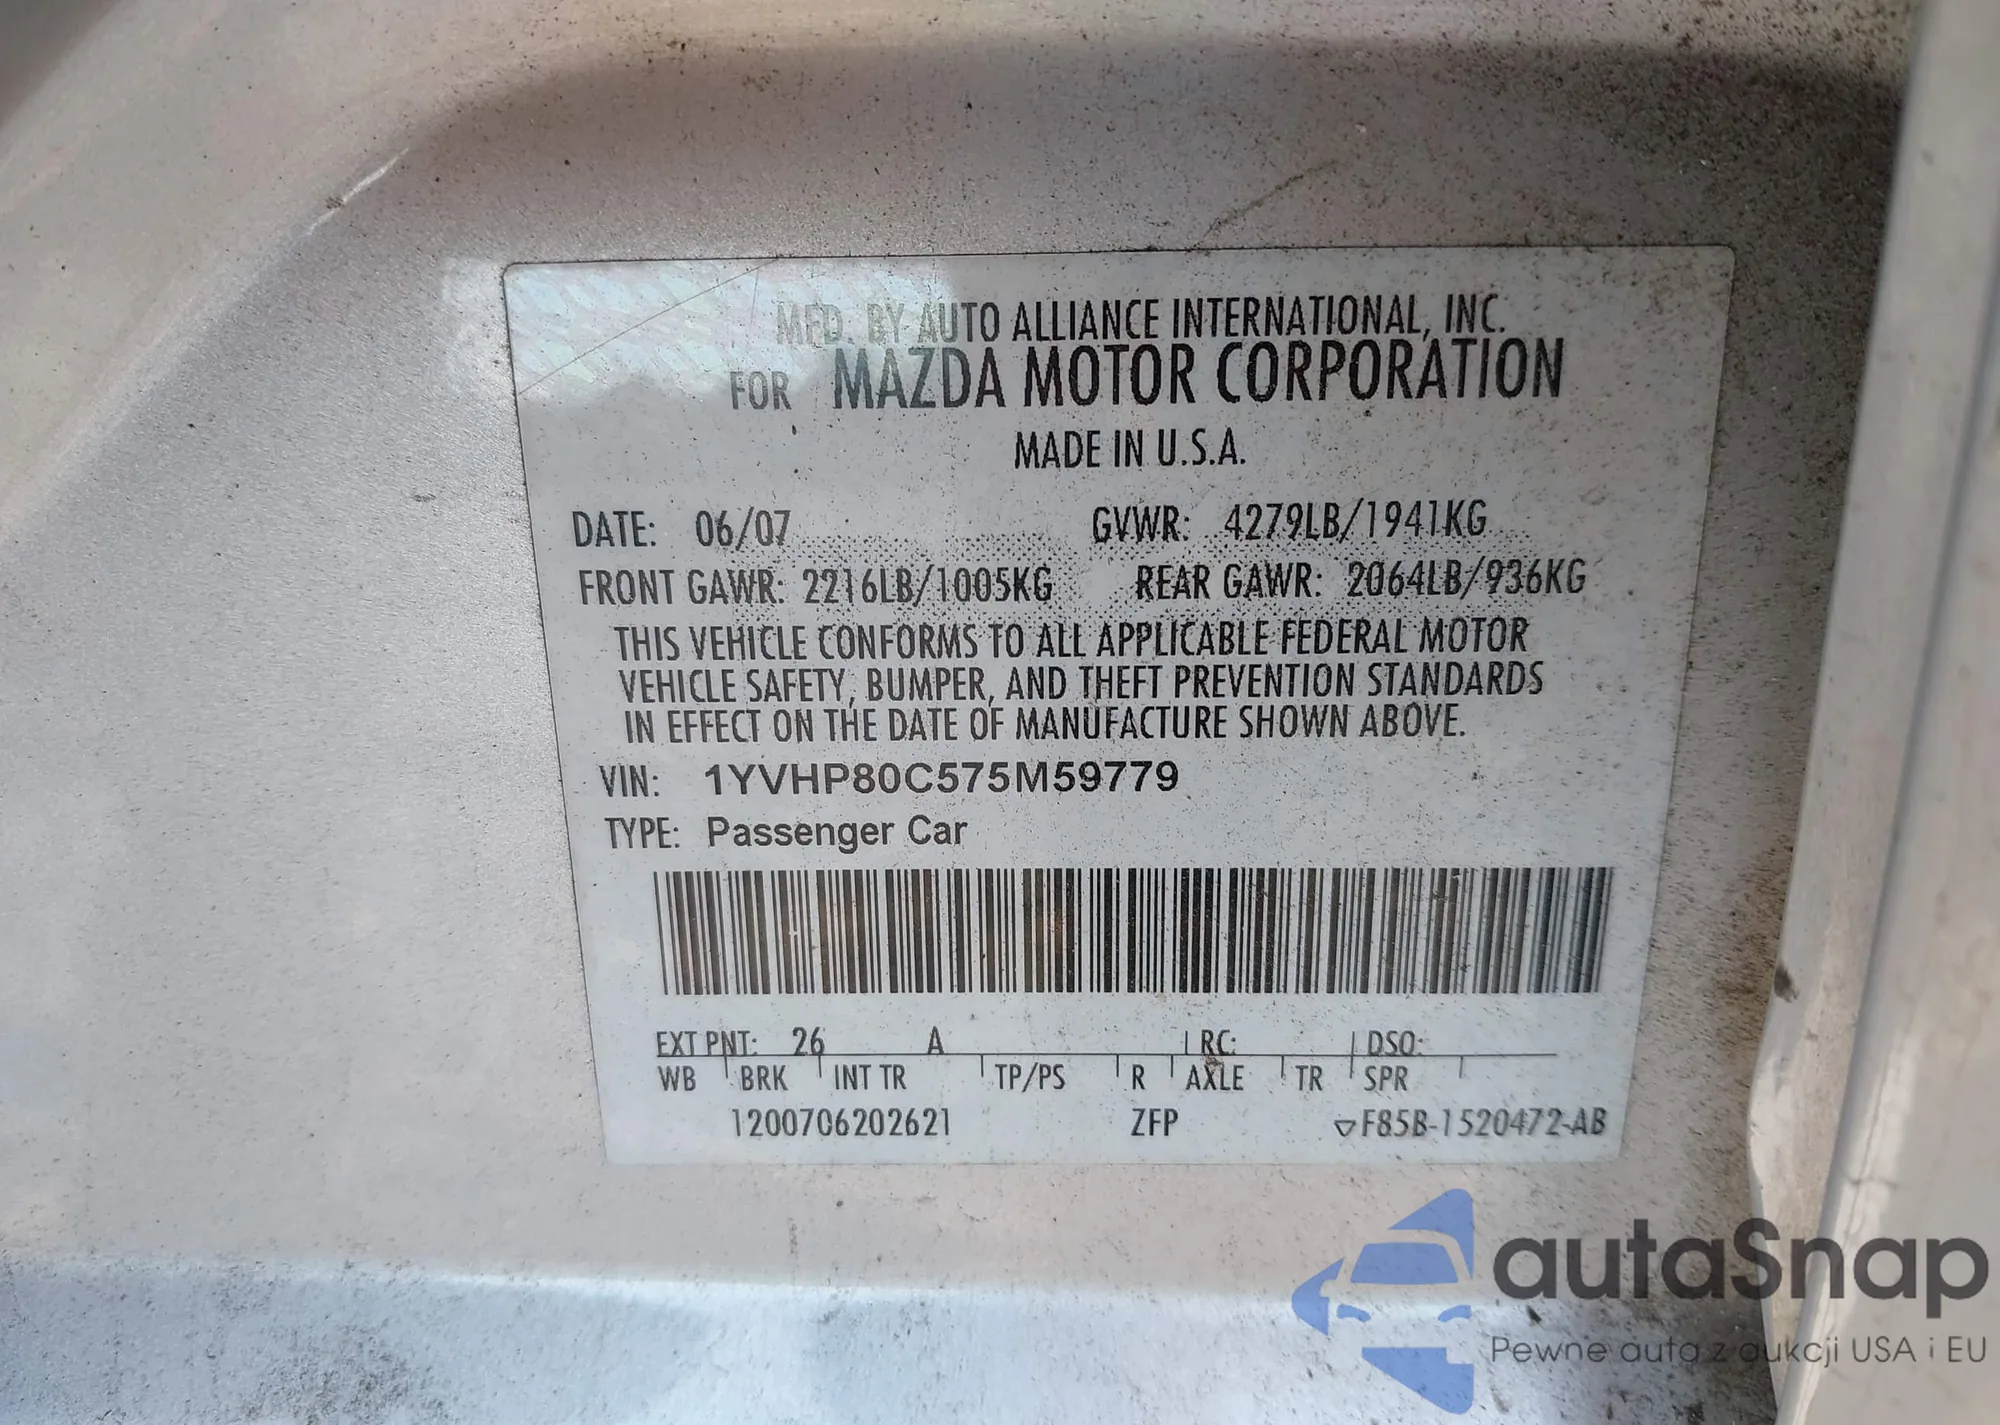 MFD. BY AUTO ALLIANCE INTERNATIONAL, INC.
FOR MAZDA MOTOR CORPORATION
MADE IN U.S.A.
DATE: 06/07 GVWR: 4279LB/1941KG
FRONT GAWR: 2216LB/1005KG REAR GAWR: 2064LB/936KG
THIS VEHICLE CONFORMS TO ALL APPLICABLE FEDERAL MOTOR
VEHICLE SAFETY, BUMPER, AND THEFT PREVENTION STANDARDS
IN EFFECT ON THE DATE OF MANUFACTURE SHOWN ABOVE.
VIN: 1YVHP80C575M59779
TYPE: Passenger Car
EXT PNT: 26 A RC: DSO:
WB BRK INT TR TP/PS R AXLE TR SPR
1200706202621 ZFP F85B-1520472-AB
autaSnap
Pewne auta z aukcji USA i EU